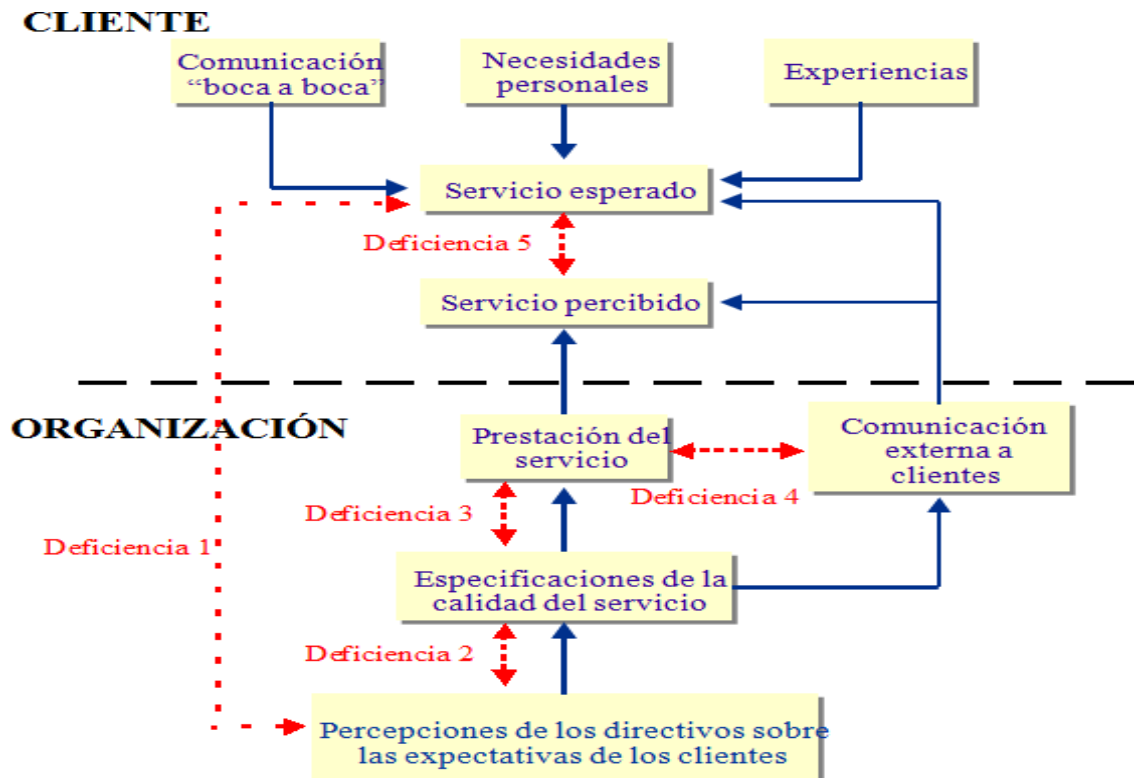 CLIENTE
Comunicación
“boca a boca”
Necesidades
personales
Experiencias
Servicio esperado
Deficiencia 5
Servicio percibido
ORGANIZACIÓN
Prestación del
servicio
Comunicación
externa a
clientes
Deficiencia 4
Deficiencia 3
Deficiencia 1
Especificaciones de la
calidad del servicio
Deficiencia 2
Percepciones de los directivos sobre
las expectativas de los clientes